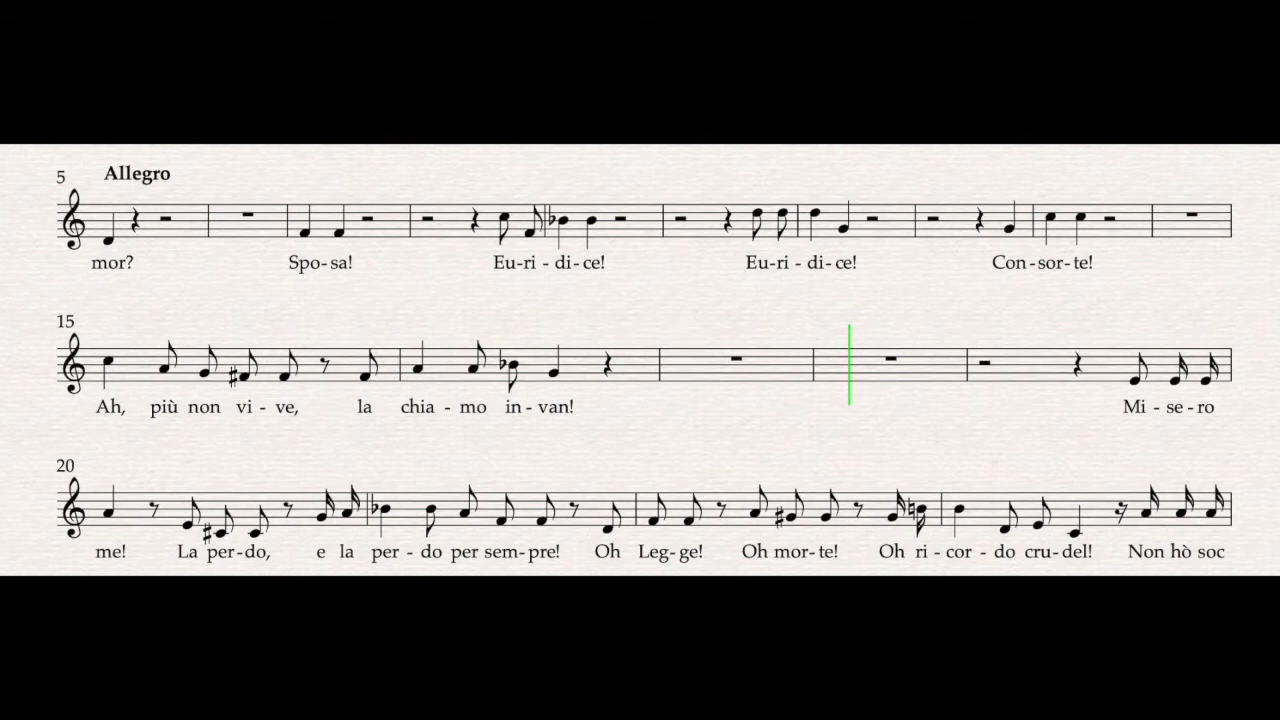 5 Allegro
mor? Spo-sa! Eu-ri-di-ce! Eu-ri-di-ce! Con-sor-te!
15
Ah, più non vi-ve, la chia-mo in-van!
Mi-se-ro
20
me! La per-do, e la per-do per sem-pre! Oh Leg-ge! Oh mor-te! Oh ri-cor-do cru-del! Non hò soc